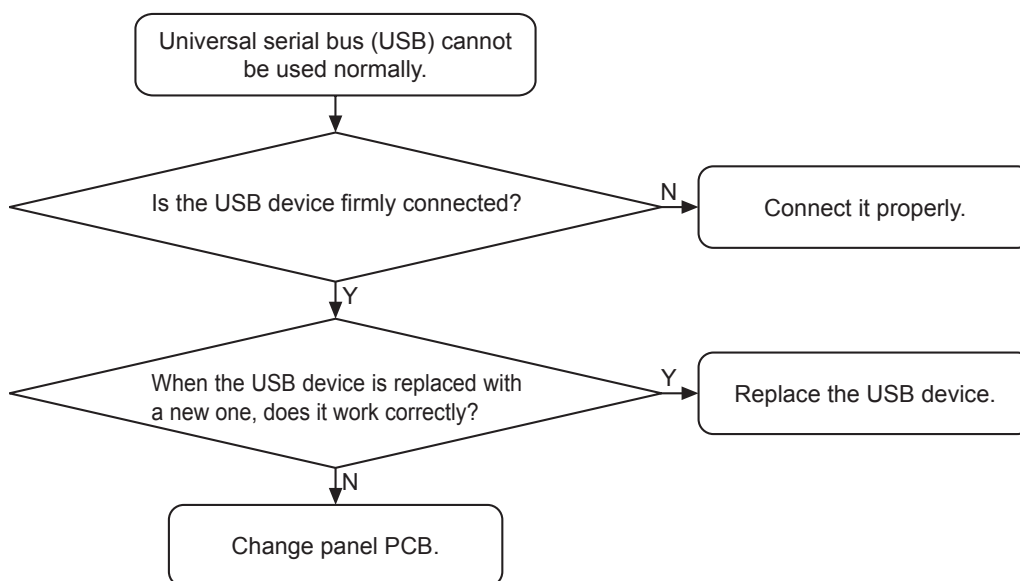 Universal serial bus (USB) cannot
be used normally.
Is the USB device firmly connected?
N
Connect it properly.
Y
When the USB device is replaced with
a new one, does it work correctly?
Y
Replace the USB device.
N
Change panel PCB.